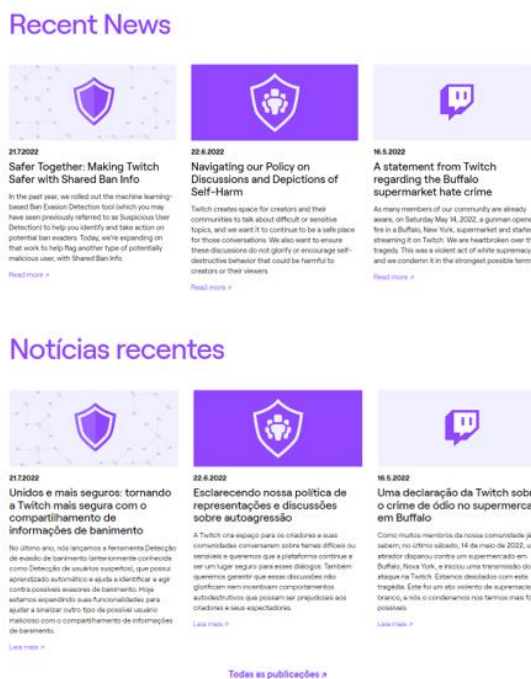 Recent News
21.7.2022
Safer Together: Making Twitch
Safer with Shared Ban Info
In the past year, we rolled out the machine learning-
based Ban Evasion Detection tool (which you may
have seen previously referred to as Suspicious User
Detection) to help you identify and take action on
potential ban evaders. Today, we're expanding on
that work to help flag another type of potentially
malicious user, with Shared Ban Info
Read more
22.6.2022
Navigating our Policy on
Discussions and Depictions of
Self-Harm
Twitch creates space for creators and their
communities to talk about difficult or sensitive
topics, and we want it to continue to be a safe place
for those conversations. We also want to ensure
these discussions do not glorify or encourage self-
destructive behavior that could be harmful to
creators or their viewers.
Read more
16.5.2022
A statement from Twitch
regarding the Buffalo
supermarket hate crime
As many members of our community are already
aware, on Saturday May 14, 2022, a gunman opene
fire in a Buffalo, New York, supermarket and starte
streaming it on Twitch. We are heartbroken over th
tragedy. This was a violent act of white supremacy
and we condemn it in the strongest possible terms
Read more
Notícias recentes
21.7.2022
Unidos e mais seguros: tornando
a Twitch mais segura com o
compartilhamento de
informações de banimento
No último ano, nós lançamos a ferramenta Detecção
de evasão de banimento (anteriormente conhecida
como Detecção de usuários suspeitos), que possui
aprendizado automático e ajuda a identificar e agir
contra possíveis evasores de banimento. Hoje
estamos expandindo suas funcionalidades para
ajudar a sinalizar outro tipo de possível usuário
malicioso com o compartilhamento de informações
de banimento.
Leia mais
22.6.2022
Esclarecendo nossa política de
representações e discussões
sobre autoagressão
A Twitch cria espaço para os criadores e suas
comunidades conversarem sobre temas difíceis ou
sensíveis e queremos que a plataforma continue a
ser um lugar seguro para esses diálogos. Também
queremos garantir que essas discussões não
glorificam nem incentivam comportamentos
autodestrutivos que possam ser prejudiciais aos
criadores e seus espectadores.
Leia mais
16.5.2022
Uma declaração da Twitch sobr
o crime de ódio no supermerca
em Buffalo
Como muitos membros da nossa comunidade já
sabem, no último sábado, 14 de maio de 2022, u
atirador disparou contra um supermercado em
Buffalo, Nova York, e iniciou uma transmissão do
ataque na Twitch. Estamos desolados com esta
tragédia. Este foi um ato violento de supremacis
branco, e nós o condenamos nos termos mais fo
possíveis.
Leia mais
Todas as publicações